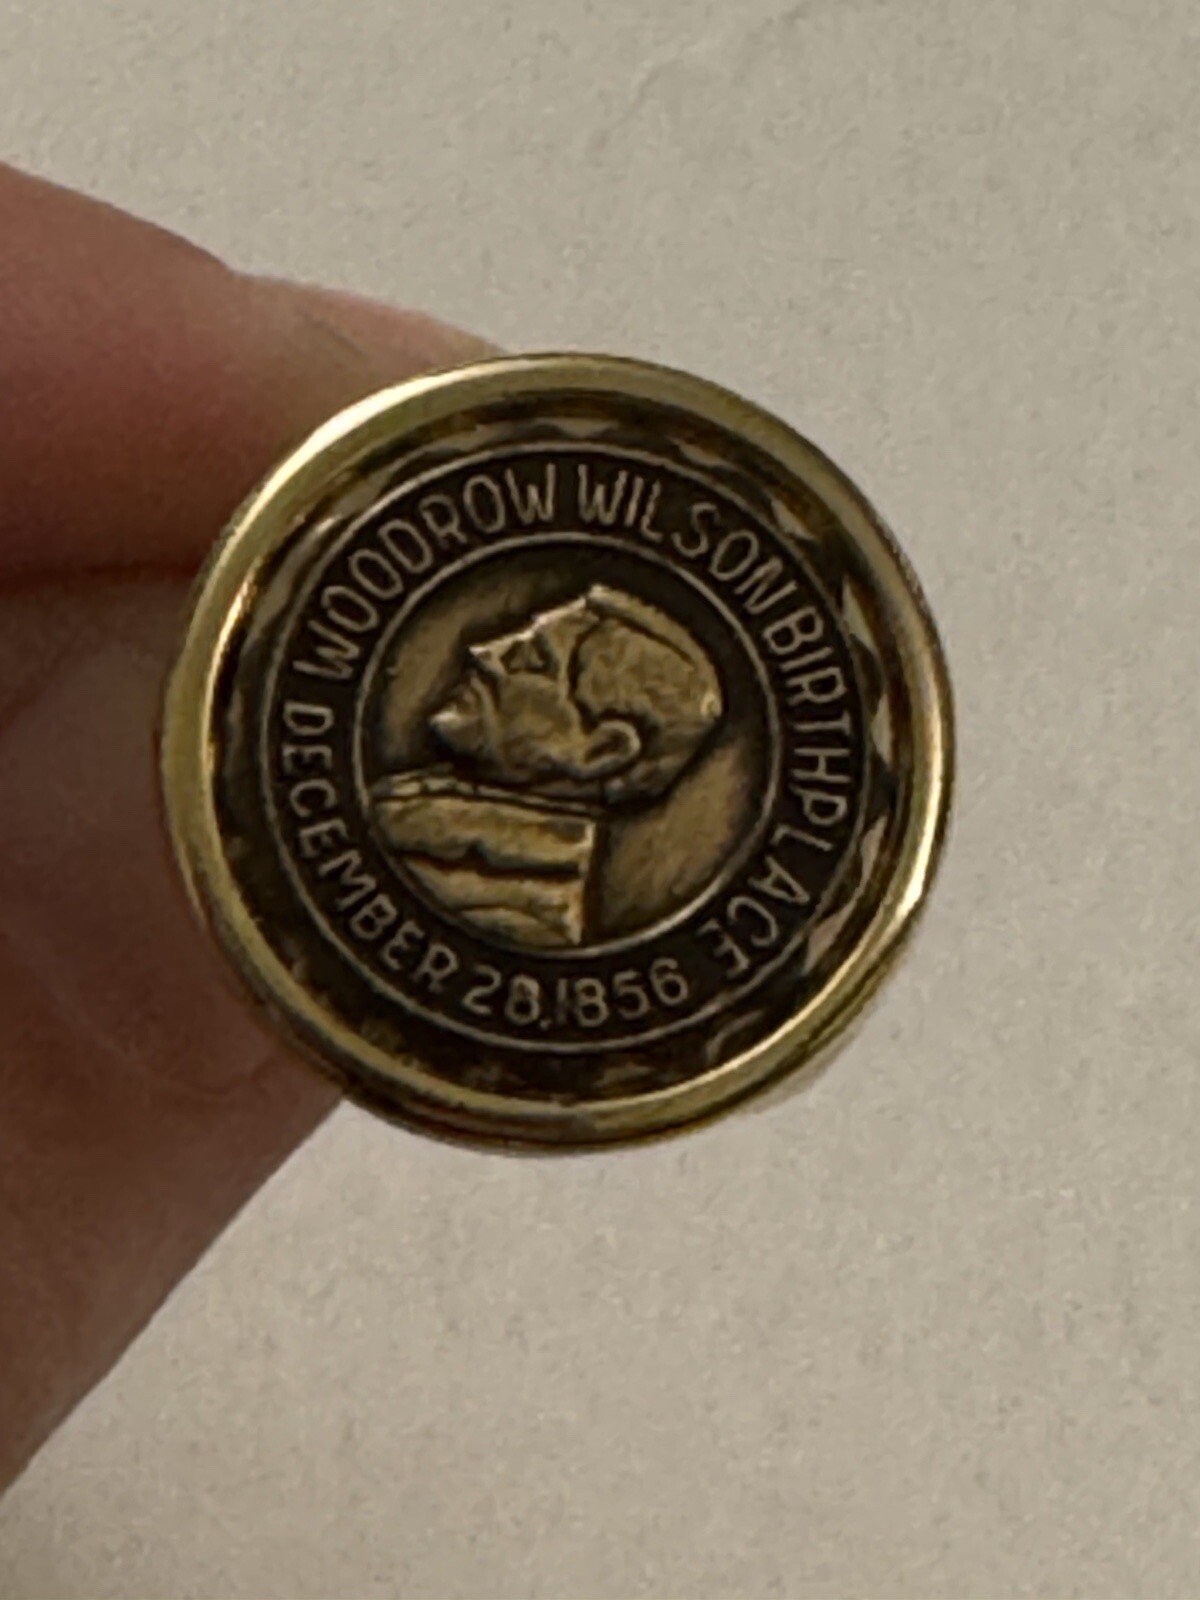 WOODROW WILSON BIRTHPLACE
DECEMBER 28, 1856